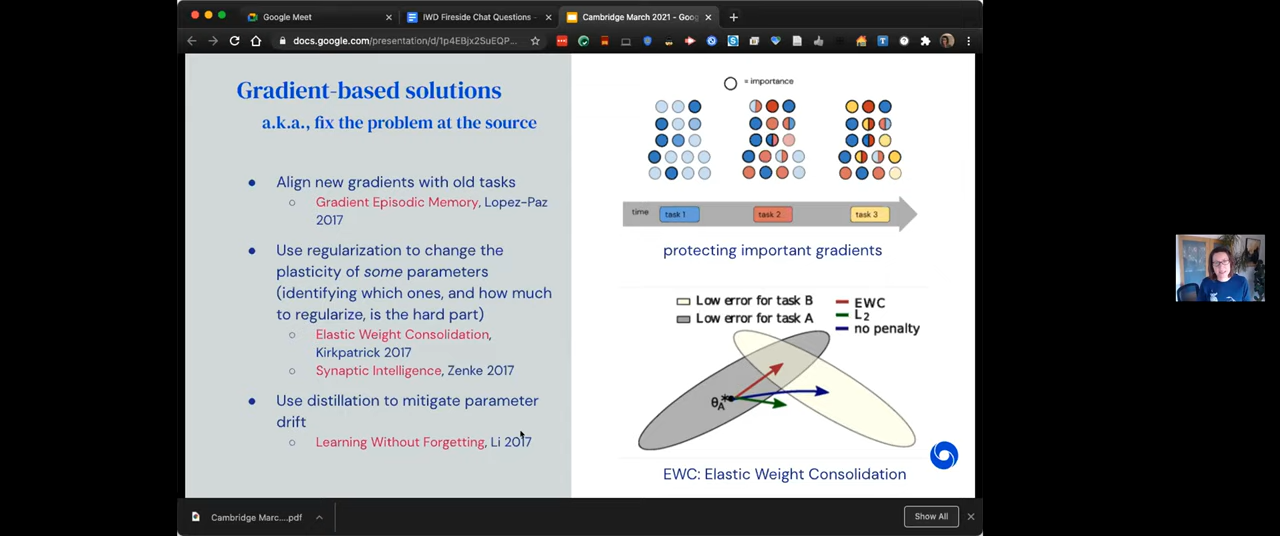 Google Meet
IWD Fireside Chat Questions -
Cambridge March 2021 - Goog
docs.google.com/presentation/d/1p4EBjx2SuEQP...
Gradient-based solutions
a.k.a., fix the problem at the source
● Align new gradients with old tasks
○ Gradient Episodic Memory, Lopez-Paz
2017
● Use regularization to change the
plasticity of some parameters
(identifying which ones, and how much
to regularize, is the hard part)
○ Elastic Weight Consolidation,
Kirkpatrick 2017
○ Synaptic Intelligence, Zenke 2017
● Use distillation to mitigate parameter
drift
○ Learning Without Forgetting, Li 2017
= importance
time task 1 task 2 task 3
protecting important gradients
Low error for task B
Low error for task A
EWC
L2
no penalty
θA*
EWC: Elastic Weight Consolidation
Cambridge Marc....pdf
Show All